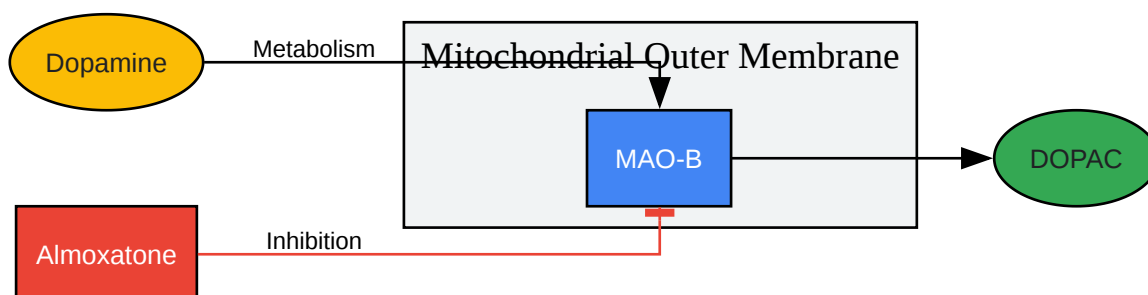 Dopamine
Metabolism
Mitochondrial Outer Membrane
MAO-B
DOPAC
Almoxatone
Inhibition